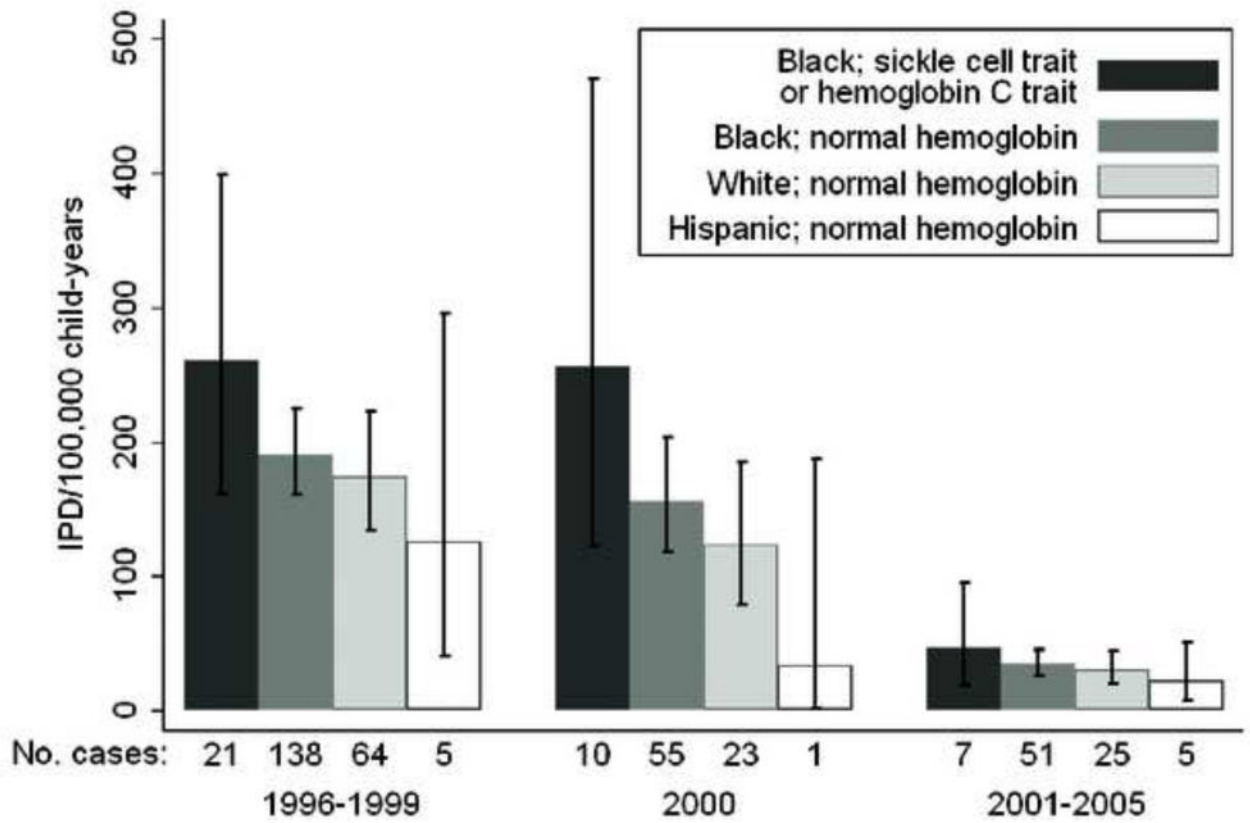 IPD/100,000 child-years
500
400
300
200
100
0
Black; sickle cell trait
or hemoglobin C trait
Black; normal hemoglobin
White; normal hemoglobin
Hispanic; normal hemoglobin
No. cases: 21 138 64 5 10 55 23 1 7 51 25 5
1996-1999 2000 2001-2005